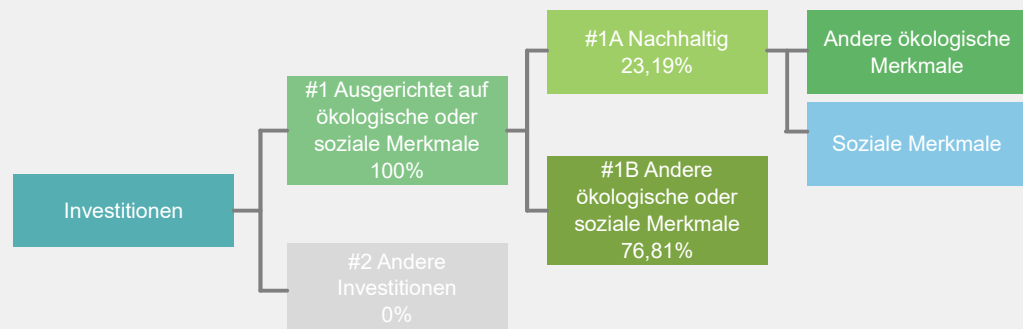 Investitionen
#1 Ausgerichtet auf
ökologische oder
soziale Merkmale
100%
#2 Andere
Investitionen
0%
#1A Nachhaltig
23,19%
#1B Andere
ökologische oder
soziale Merkmale
76,81%
Andere ökologische
Merkmale
Soziale Merkmale